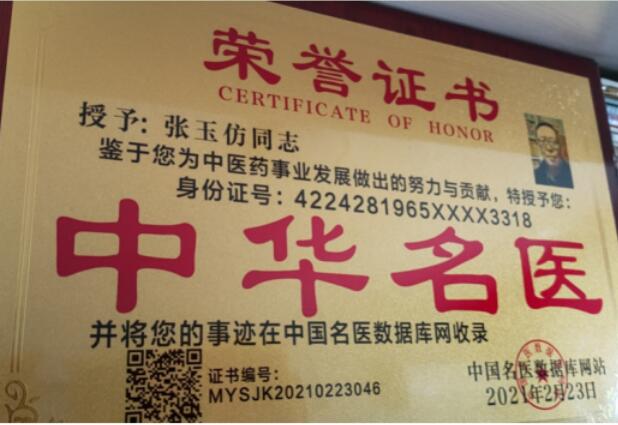 荣誉证书
CERTIFICATE OF HONOR
授予:张玉仿同志
鉴于您为中医药事业发展做出的努力与贡献,特授予您:
身份证号:4224281965XXXX3318
中华名医
并将您的事迹在中国名医数据库网收录
证书编号:
MYSJK20210223046
中国名医数据库网站
2021年2月23日